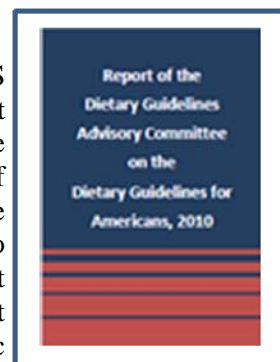 Report of the
Dietary Guidelines
Advisory Committee
on the
Dietary Guidelines for
Americans, 2010